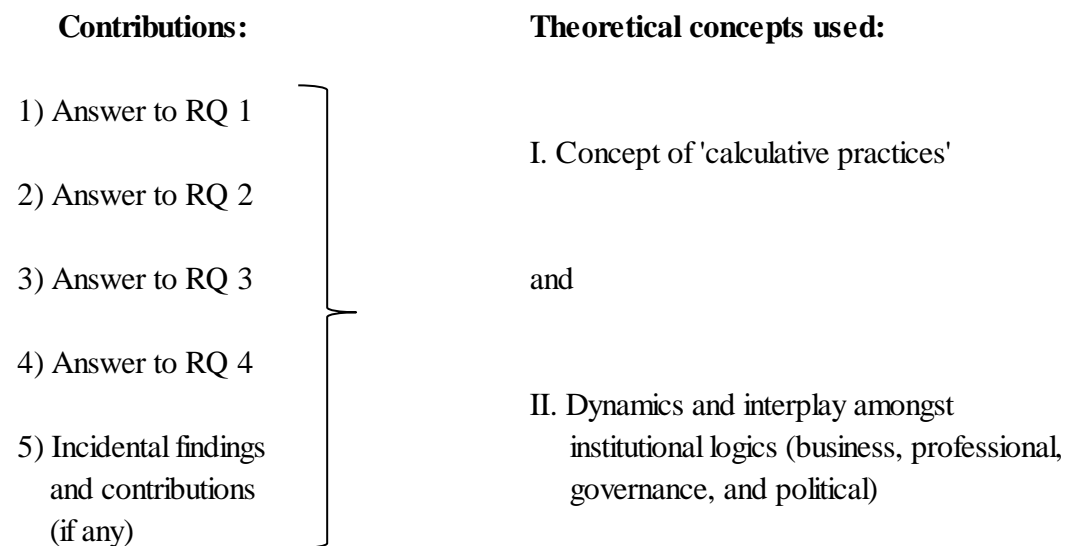 Contributions:
1) Answer to RQ 1
2) Answer to RQ 2
3) Answer to RQ 3
4) Answer to RQ 4
5) Incidental findings
and contributions
(if any)
Theoretical concepts used:
I. Concept of 'calculative practices'
and
II. Dynamics and interplay amongst
institutional logics (business, professional,
governance, and political)